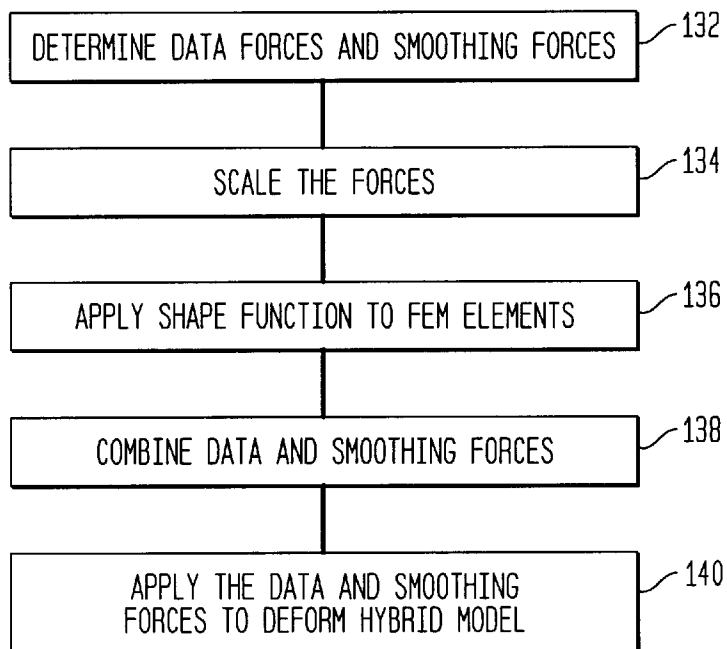 DETERMINE DATA FORCES AND SMOOTHING FORCES
132
SCALE THE FORCES
134
APPLY SHAPE FUNCTION TO FEM ELEMENTS
136
COMBINE DATA AND SMOOTHING FORCES
138
APPLY THE DATA AND SMOOTHING
FORCES TO DEFORM HYBRID MODEL
140